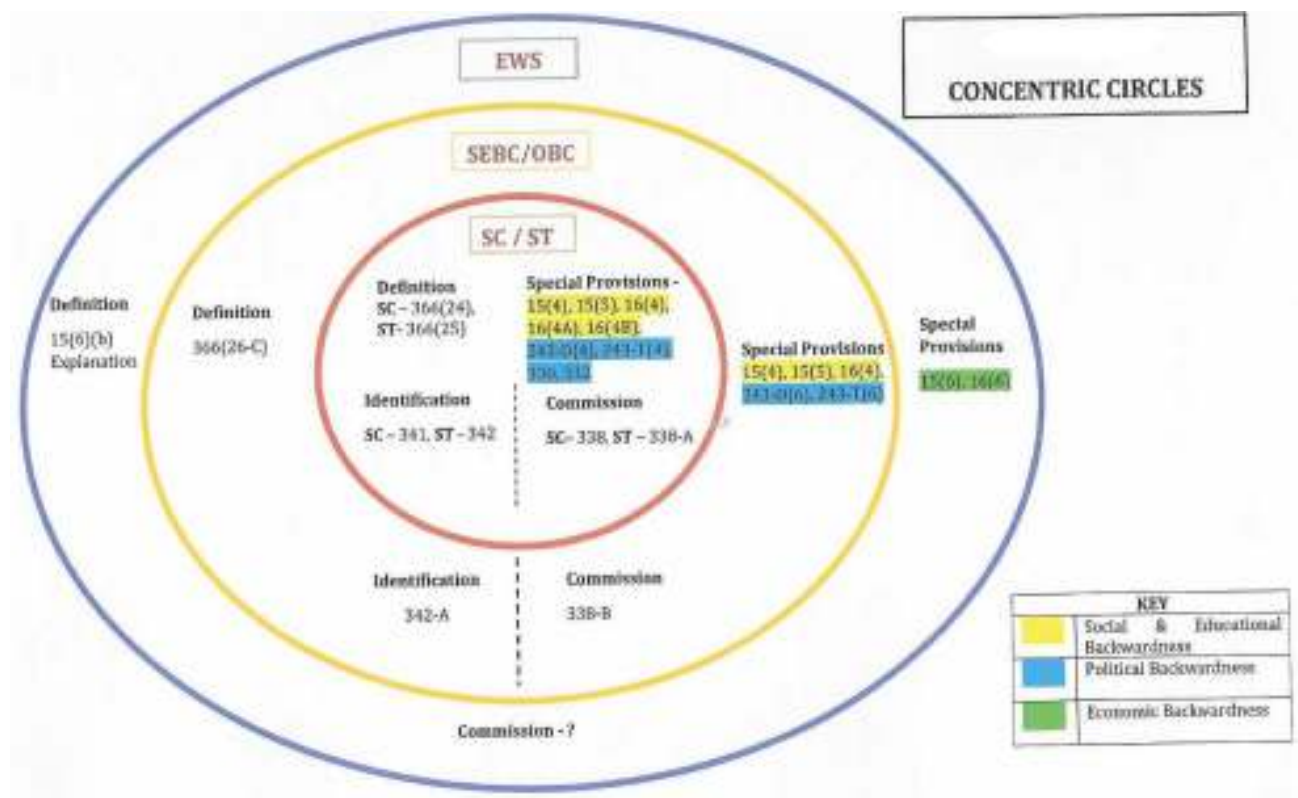 CONCENTRIC CIRCLES
EWS
SEBC/OBC
SC / ST
Definition
15(6)(b)
Explanation
Definition
366(26-C)
Definition
SC – 366(24),
ST- 366(25)
Special Provisions -
15(4), 15(5), 16(4),
16(4A), 16(4B),
243-D(4), 243-T(4)
330, 332
Identification
SC – 341, ST – 342
Commission
SC– 338, ST – 338-A
Special Provisions
15(4), 15(5), 16(4),
243-D(6), 243-T(6)
Special
Provisions
15(6), 16(6)
Identification
342-A
Commission
338-B
Commission - ?
KEY
Social & Educational
Backwardness
Political Backwardness
Economic Backwardness